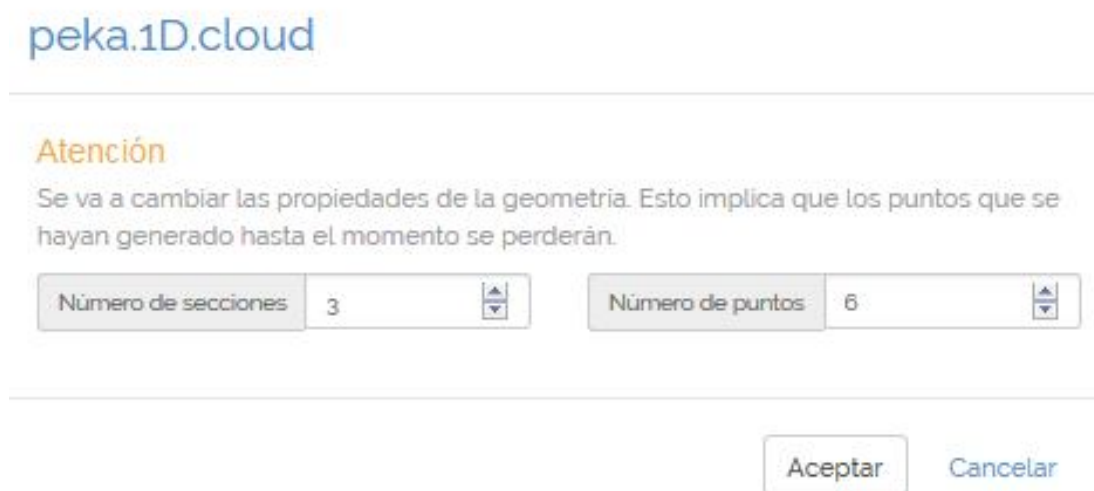 peka.1D.cloud
Atención
Se va a cambiar las propiedades de la geometria. Esto implica que los puntos que se
hayan generado hasta el momento se perderán.
Número de secciones 3 Número de puntos 6
Aceptar Cancelar